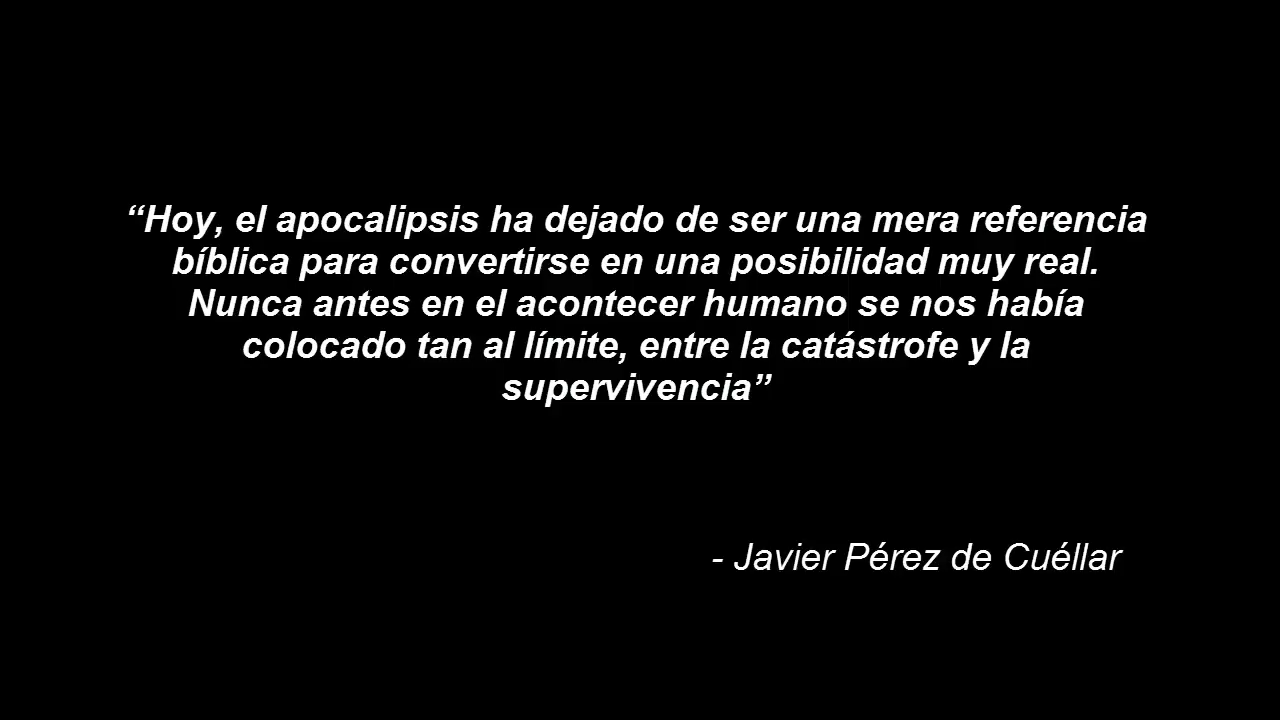 “Hoy, el apocalipsis ha dejado de ser una mera referencia
bíblica para convertirse en una posibilidad muy real.
Nunca antes en el acontecer humano se nos había
colocado tan al límite, entre la catástrofe y la
supervivencia”
- Javier Pérez de Cuéllar